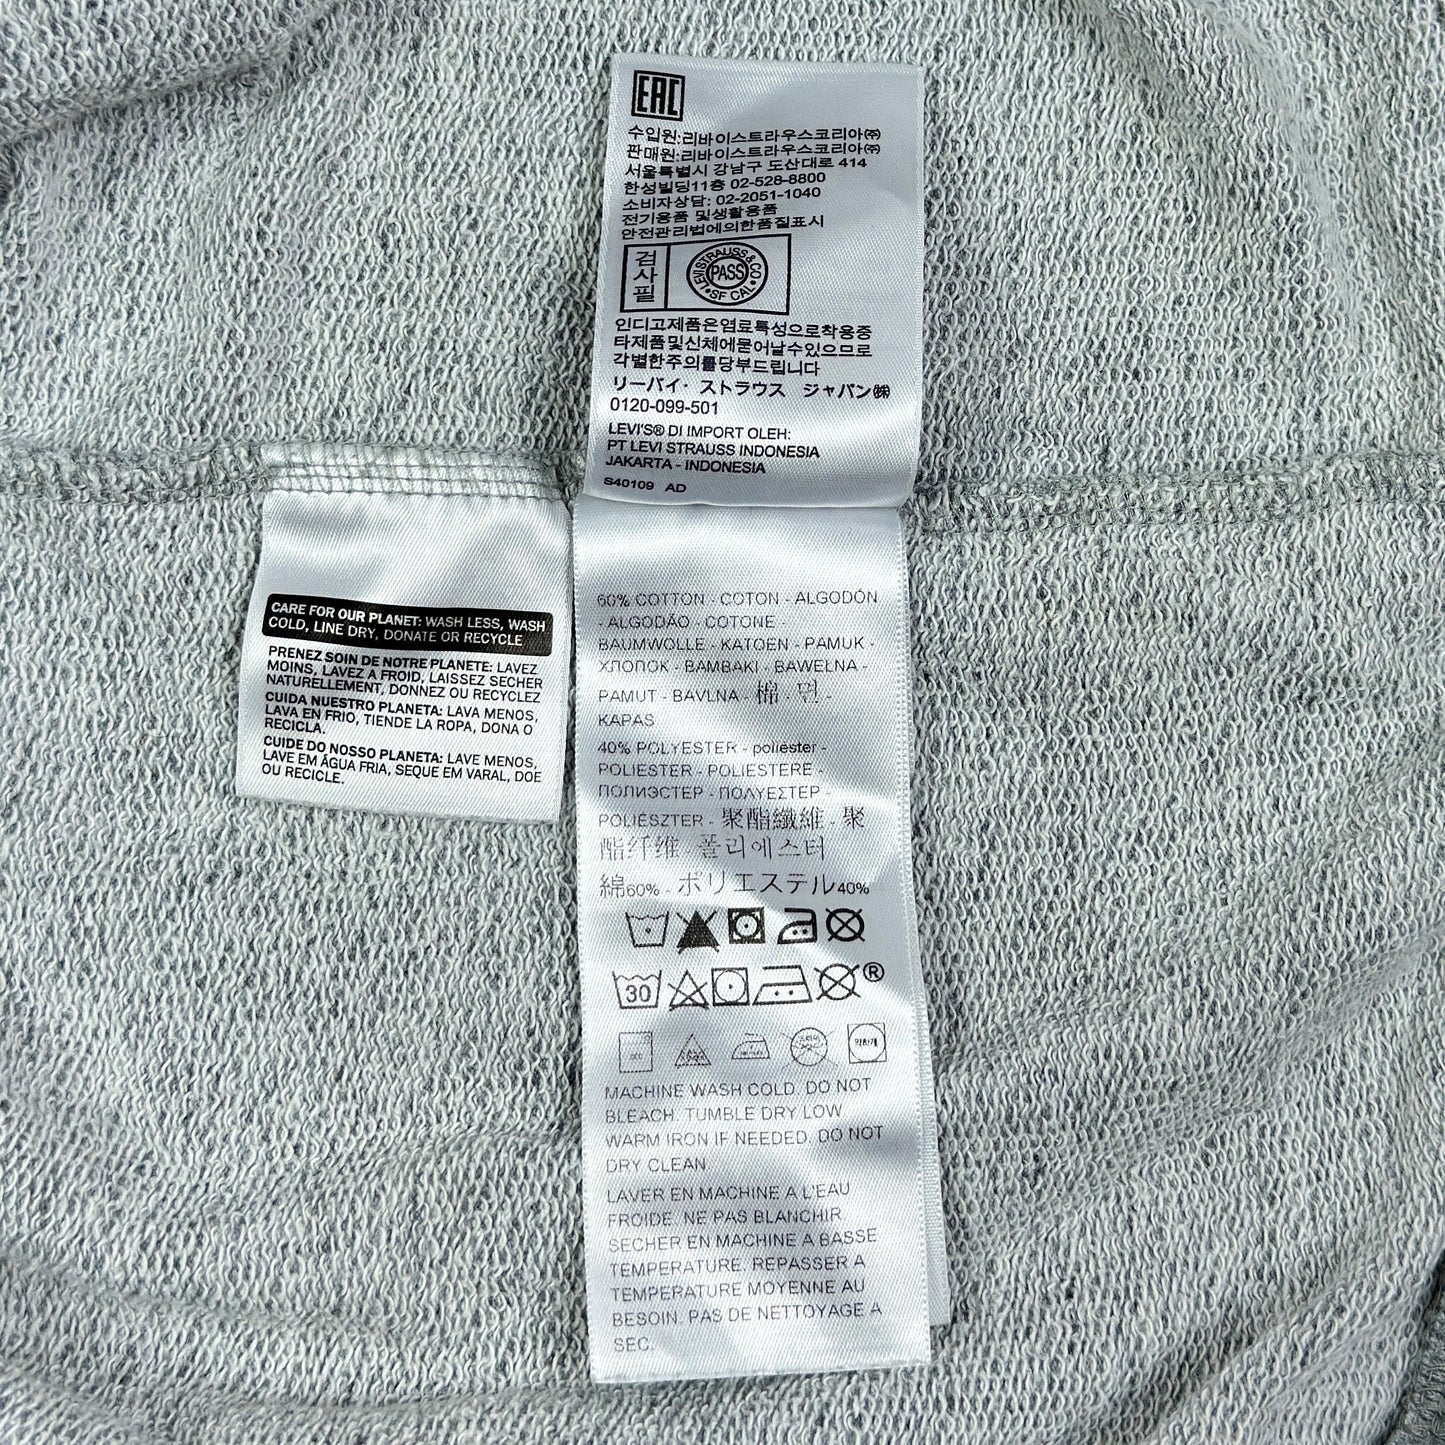 EAC
수입원:리바이스트라우스코리아㈜
판매원:리바이스트라우스코리아㈜
서울특별시 강남구 도산대로 414
한성빌딩11층 02-528-8800
소비자상담: 02-2051-1040
전기용품 및생활용품
안전관리법에의한품질표시
검사필
LEVI STRAUSS & CO
PASS
SF CAL
인디고제품은염료특성으로착용중
타제품및신체에묻어날수있으므로
각별한주의를당부드립니다
リーバイ・ストラウス ジャパン㈱
0120-099-501
LEVI'S® DI IMPORT OLEH:
PT LEVI STRAUSS INDONESIA
JAKARTA - INDONESIA
S40109 AD
CARE FOR OUR PLANET: WASH LESS, WASH
COLD, LINE DRY, DONATE OR RECYCLE
PRENEZ SOIN DE NOTRE PLANETE: LAVEZ
MOINS, LAVEZ A FROID, LAISSEZ SECHER
NATURELLEMENT, DONNEZ OU RECYCLEZ
CUIDA NUESTRO PLANETA: LAVA MENOS,
LAVA EN FRIO, TIENDE LA ROPA, DONA O
RECICLA.
CUIDE DO NOSSO PLANETA: LAVE MENOS,
LAVE EM ÁGUA FRIA, SEQUE EM VARAL, DOE
OU RECICLE.
60% COTTON - COTON - ALGODÓN
- ALGODÃO - COTONE -
BAUMWOLLE - KATOEN - PAMUK -
ХЛОПОК - ΒΑΜΒΑΚΙ - BAWEŁNA -
PAMUT - BAVLNA - 棉 - 면 -
KAPAS
40% POLYESTER - poliester -
POLIESTER - POLIESTERE -
ПОЛИЭСТЕР - ΠΟΛΥΕΣΤΕΡ -
POLIÉSZTER - 聚酯纖維 - 聚
酯纤维 - 폴리에스터
綿60% - ポリエステル40%
30
®
약하게
MACHINE WASH COLD. DO NOT
BLEACH. TUMBLE DRY LOW
WARM IRON IF NEEDED. DO NOT
DRY CLEAN
LAVER EN MACHINE A L'EAU
FROIDE. NE PAS BLANCHIR
SECHER EN MACHINE A BASSE
TEMPERATURE. REPASSER A
TEMPERATURE MOYENNE AU
BESOIN. PAS DE NETTOYAGE A
SEC.